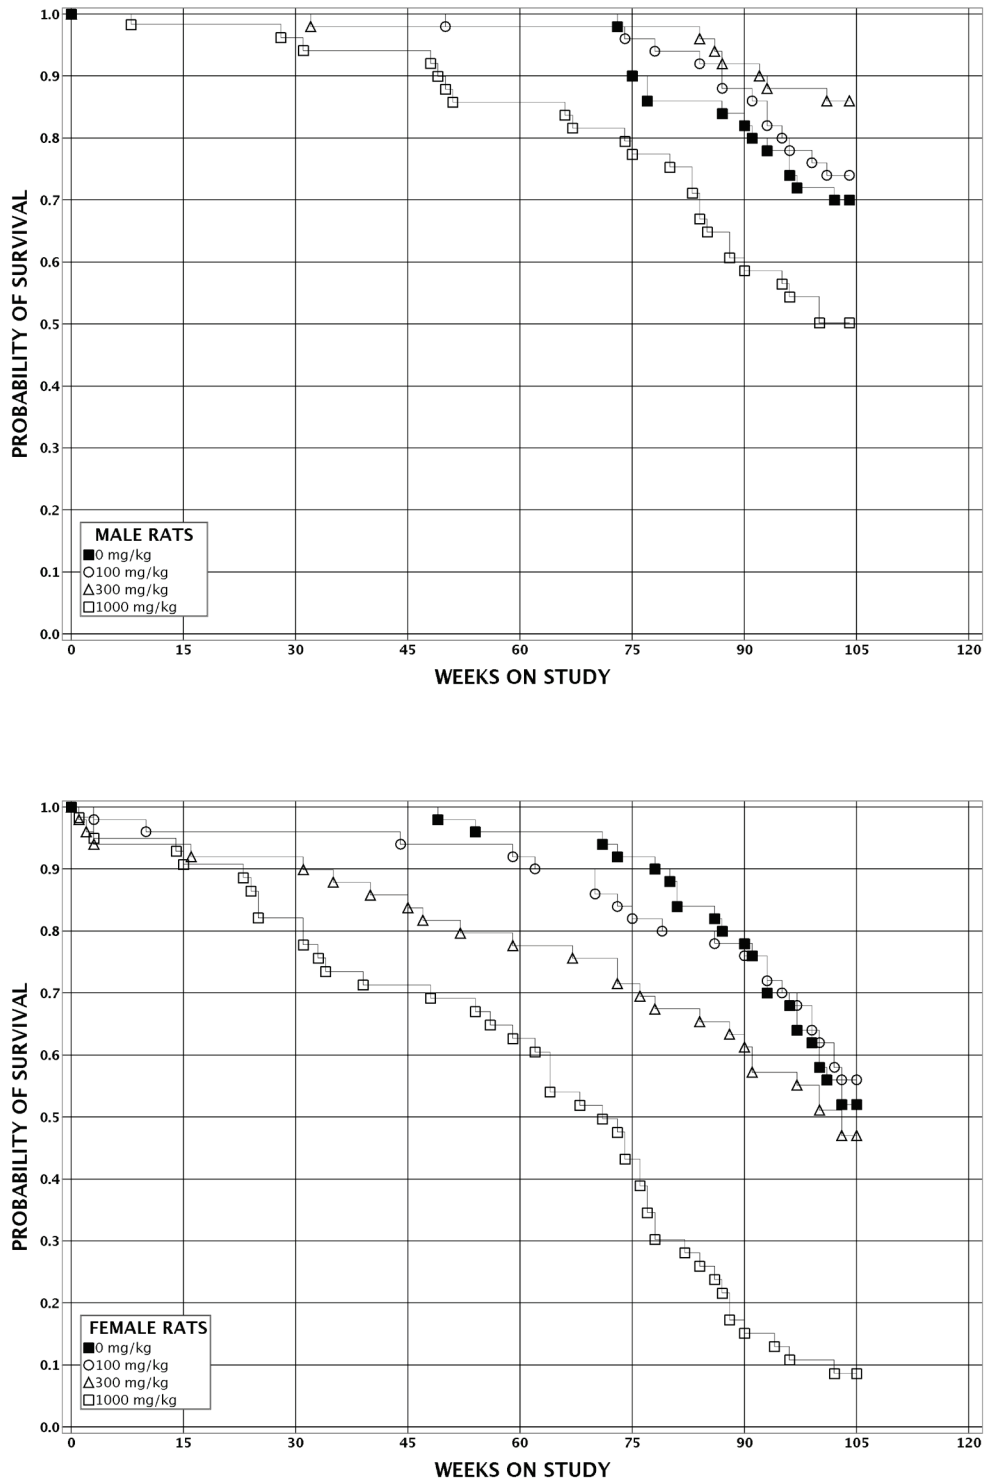 1.0
0.9
0.8
0.7
0.6
0.5
0.4
0.3
0.2
0.1
0.0
PROBABILITY OF SURVIVAL
MALE RATS
0 mg/kg
100 mg/kg
300 mg/kg
1000 mg/kg
0 15 30 45 60 75 90 105 120
WEEKS ON STUDY
1.0
0.9
0.8
0.7
0.6
0.5
0.4
0.3
0.2
0.1
0.0
PROBABILITY OF SURVIVAL
FEMALE RATS
0 mg/kg
100 mg/kg
300 mg/kg
1000 mg/kg
0 15 30 45 60 75 90 105 120
WEEKS ON STUDY